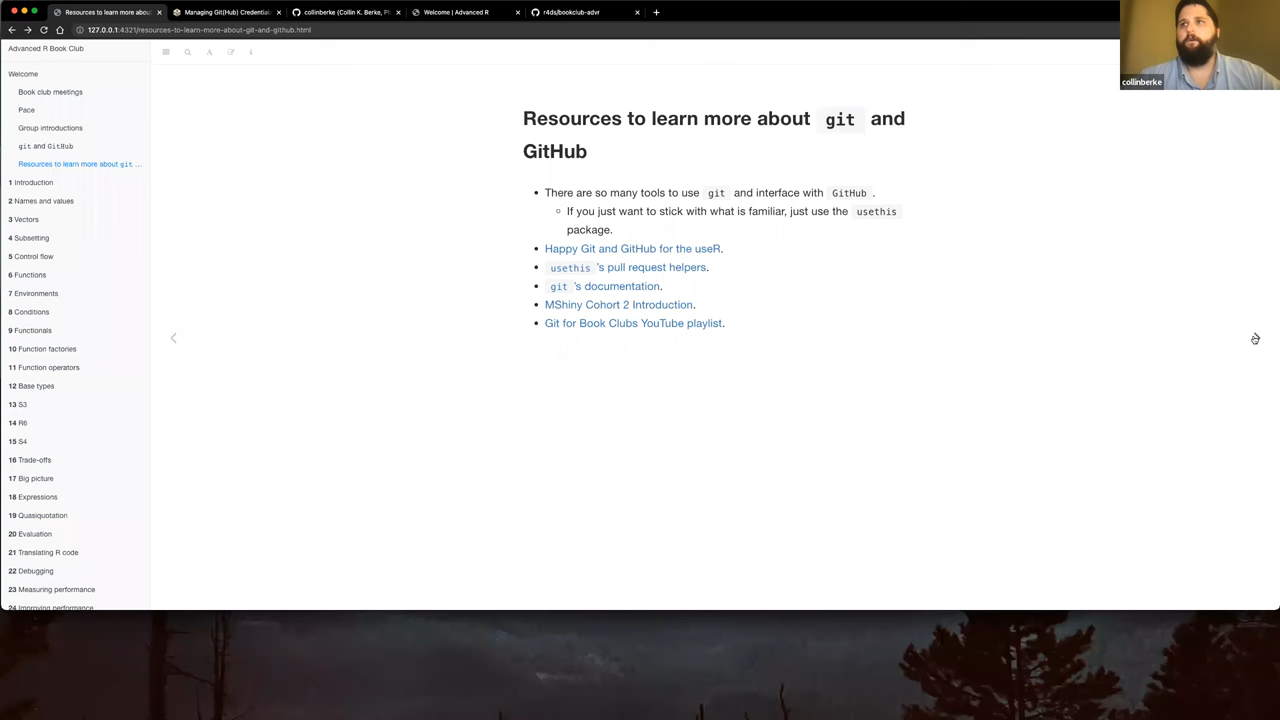 Resources to learn more abou
Managing Git(Hub) Credentia
collinberke (Collin K. Berke, Ph
Welcome | Advanced R
r4ds/bookclub-advr
127.0.0.1:4321/resources-to-learn-more-about-git-and-github.html
Advanced R Book Club
Welcome
Book club meetings
Pace
Group introductions
git and GitHub
Resources to learn more about git ...
1 Introduction
2 Names and values
3 Vectors
4 Subsetting
5 Control flow
6 Functions
7 Environments
8 Conditions
9 Functionals
10 Function factories
11 Function operators
12 Base types
13 S3
14 R6
15 S4
16 Trade-offs
17 Big picture
18 Expressions
19 Quasiquotation
20 Evaluation
21 Translating R code
22 Debugging
23 Measuring performance
24 Improving performance
Resources to learn more about git and
GitHub
• There are so many tools to use git and interface with GitHub.
If you just want to stick with what is familiar, just use the usethis
package.
• Happy Git and GitHub for the useR.
• usethis's pull request helpers.
• git's documentation.
• MShiny Cohort 2 Introduction.
• Git for Book Clubs YouTube playlist.
collinberke